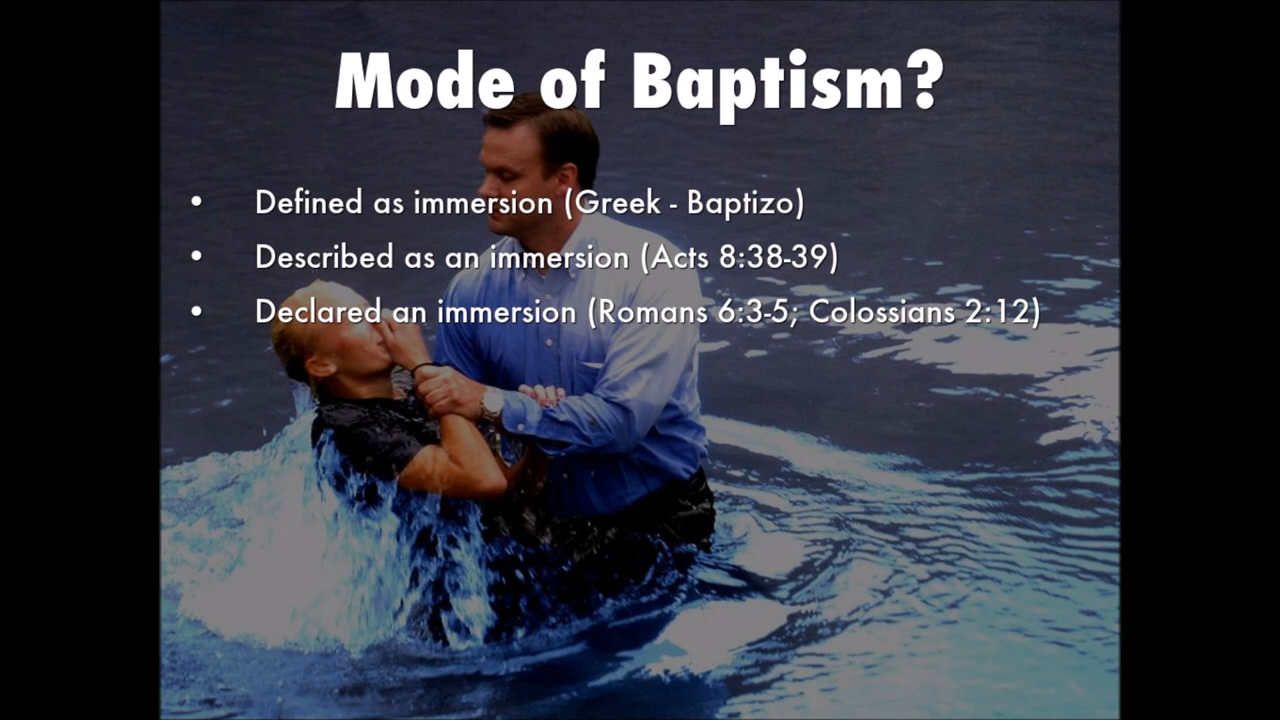 Mode of Baptism?
• Defined as immersion (Greek - Baptizo)
• Described as an immersion (Acts 8:38-39)
• Declared an immersion (Romans 6:3-5; Colossians 2:12)